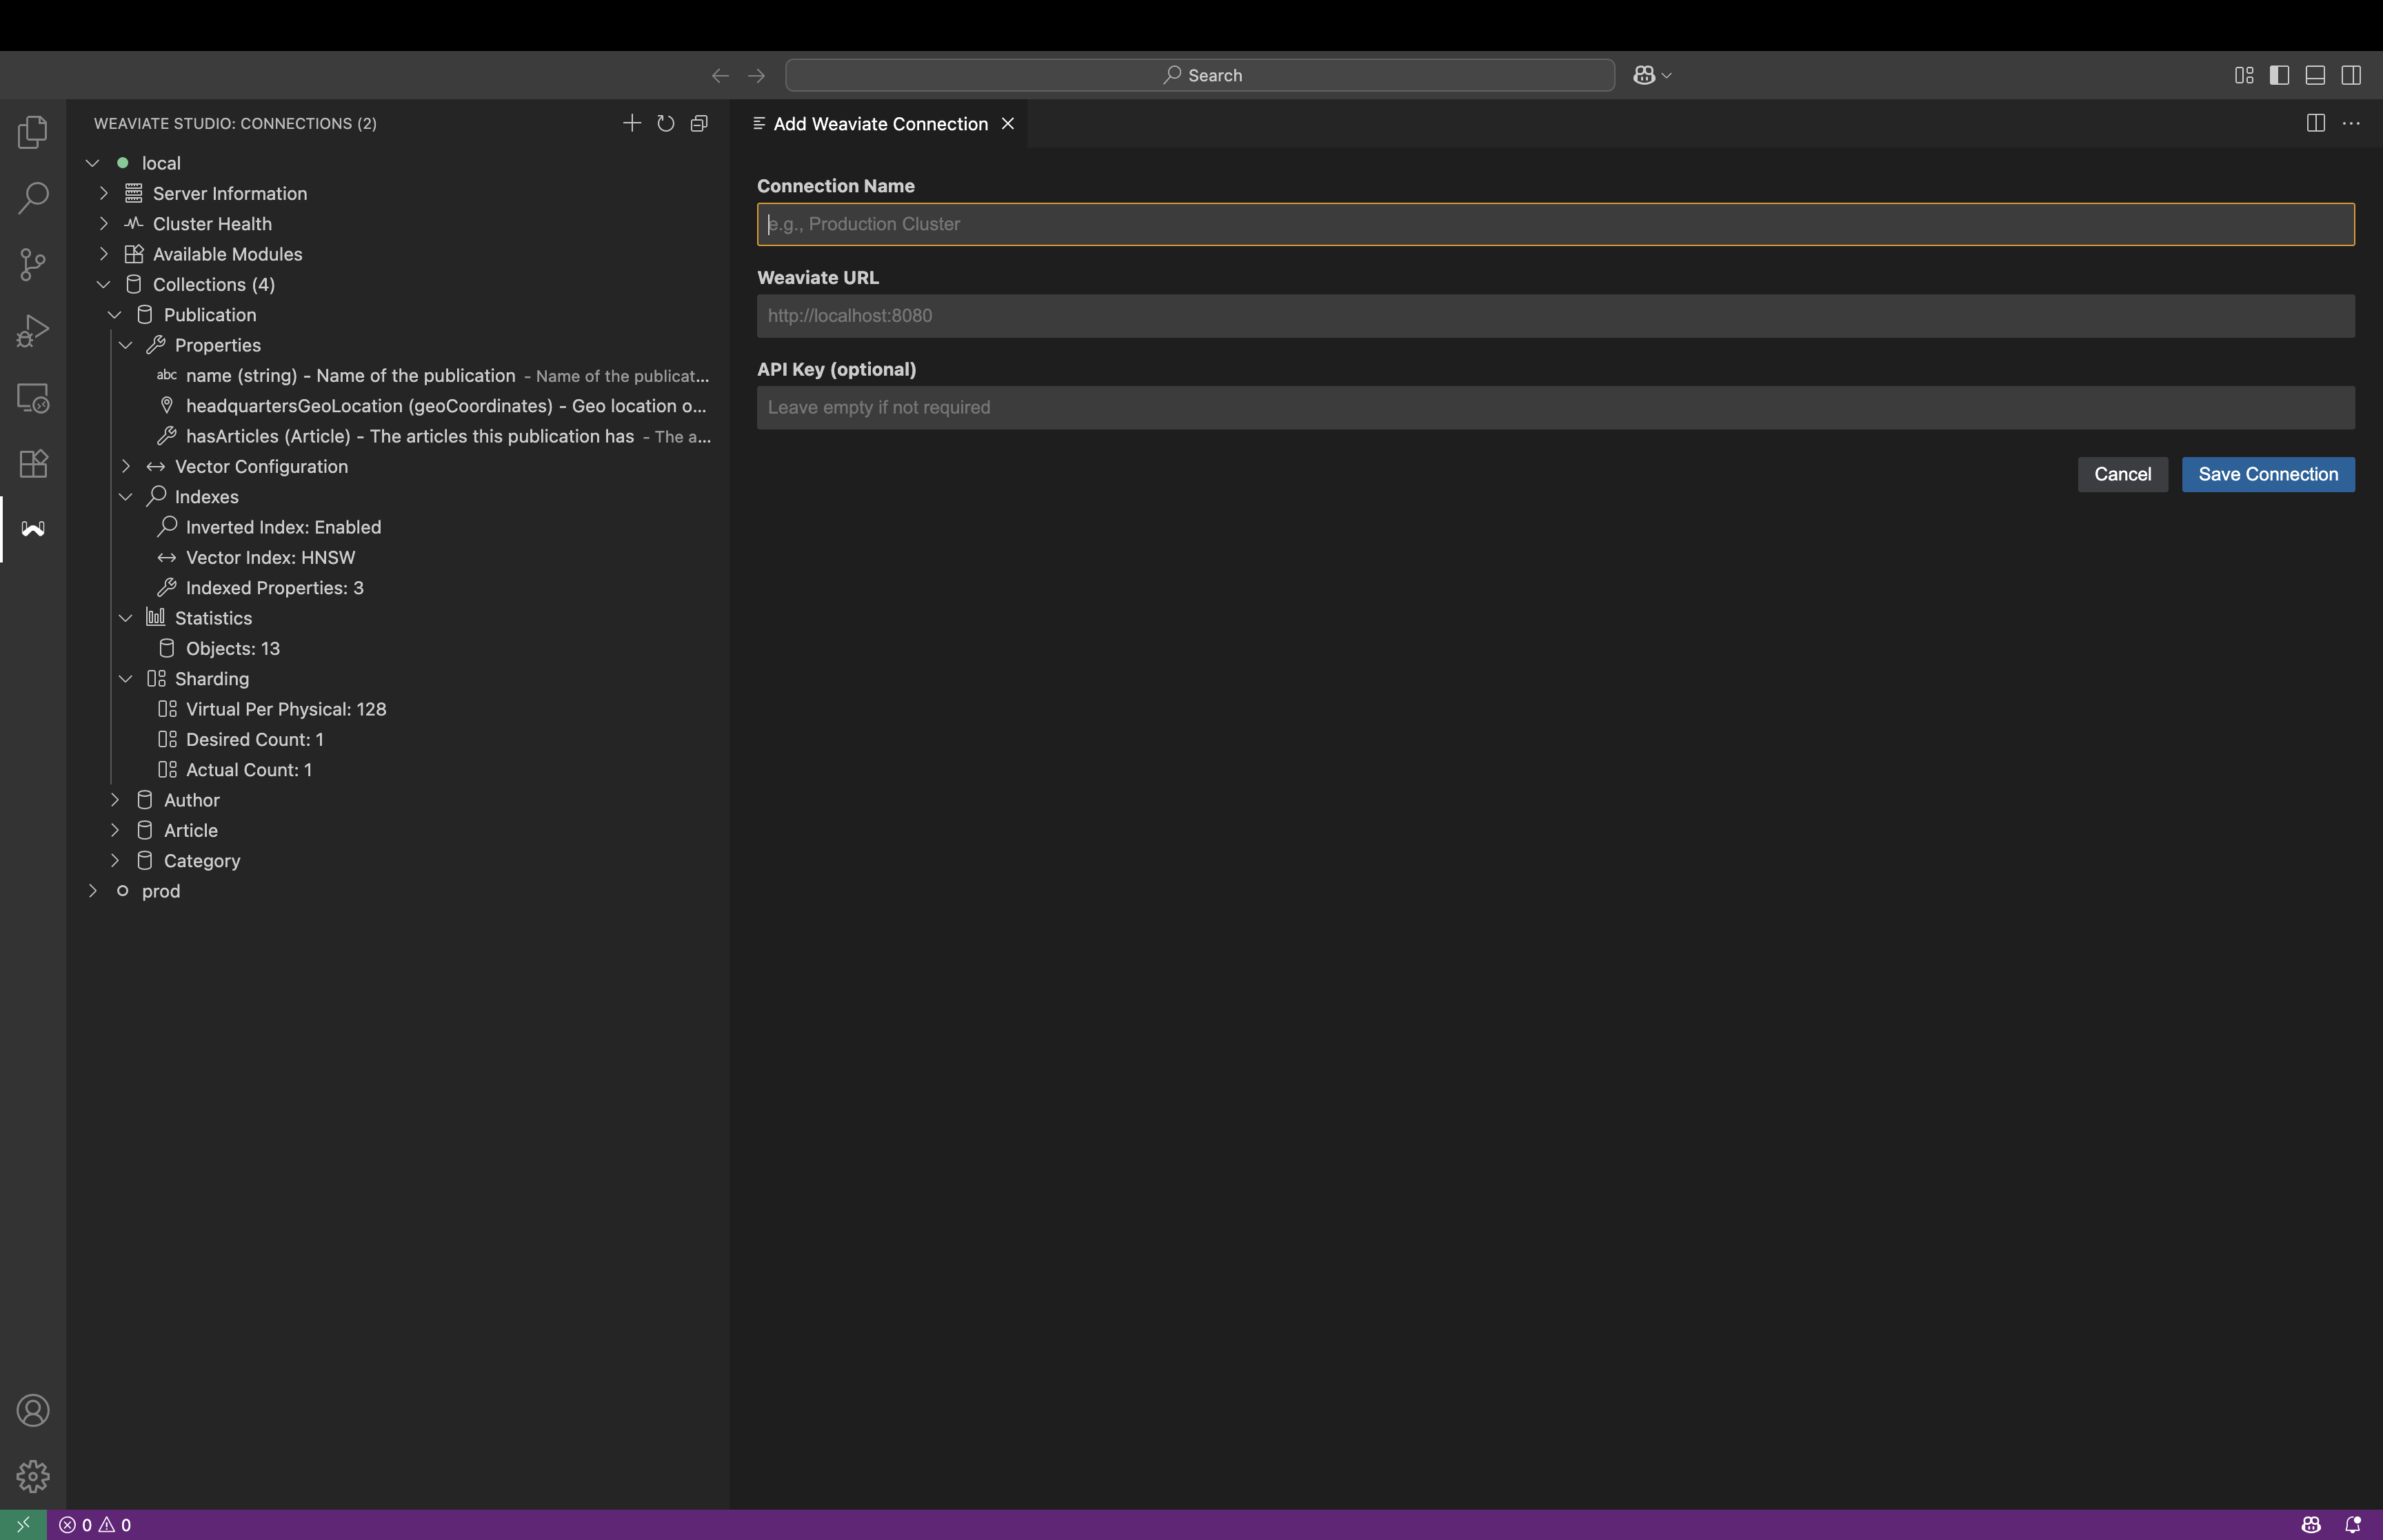 Search
WEAVIATE STUDIO: CONNECTIONS (2)
local
Server Information
Cluster Health
Available Modules
Collections (4)
Publication
Properties
abc name (string) - Name of the publication - Name of the publicat...
headquartersGeoLocation (geoCoordinates) - Geo location o...
hasArticles (Article) - The articles this publication has - The a...
Vector Configuration
Indexes
Inverted Index: Enabled
Vector Index: HNSW
Indexed Properties: 3
Statistics
Objects: 13
Sharding
Virtual Per Physical: 128
Desired Count: 1
Actual Count: 1
Author
Article
Category
prod
Add Weaviate Connection
Connection Name
e.g., Production Cluster
Weaviate URL
http://localhost:8080
API Key (optional)
Leave empty if not required
Cancel Save Connection
0 0